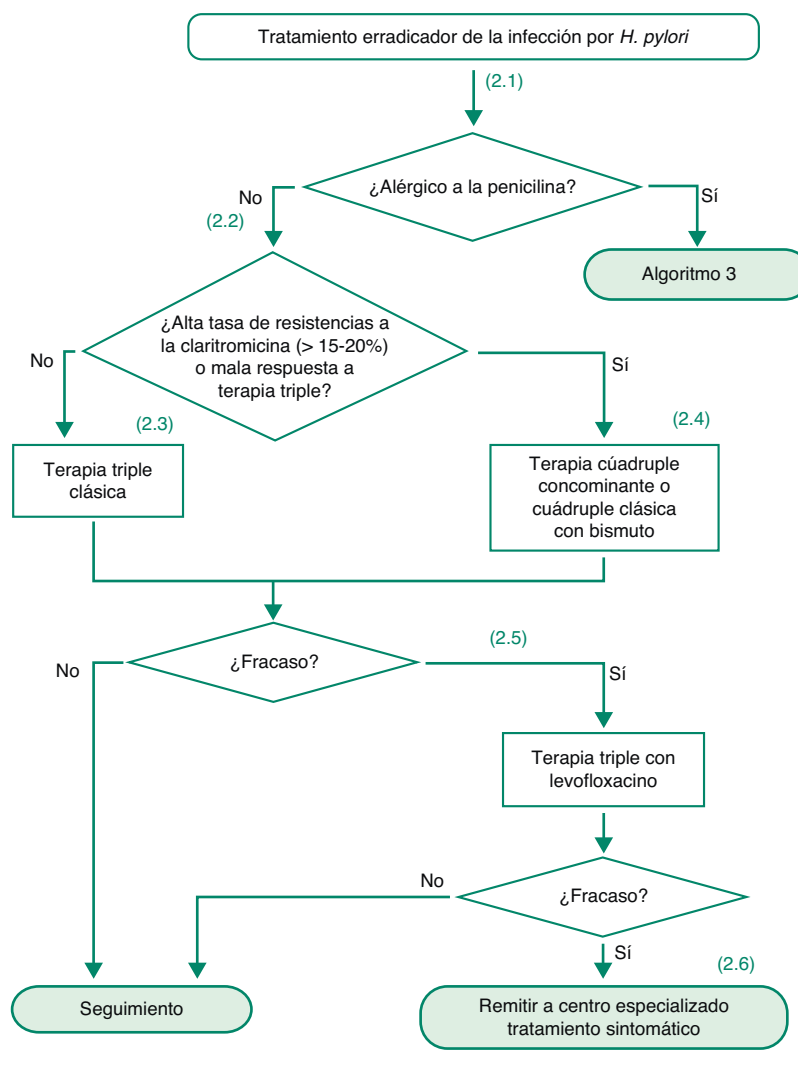 Tratamiento erradicador de la infección por H. pylori
(2.1)
¿Alérgico a la penicilina?
No
Sí
(2.2)
Algoritmo 3
¿Alta tasa de resistencias a
la claritromicina (> 15-20%)
o mala respuesta a
terapia triple?
No
Sí
(2.3)
(2.4)
Terapia triple
clásica
Terapia cúadruple
concominante o
cuádruple clásica
con bismuto
¿Fracaso?
(2.5)
No
Sí
Terapia triple con
levofloxacino
No
¿Fracaso?
Sí
(2.6)
Seguimiento
Remitir a centro especializado
tratamiento sintomático